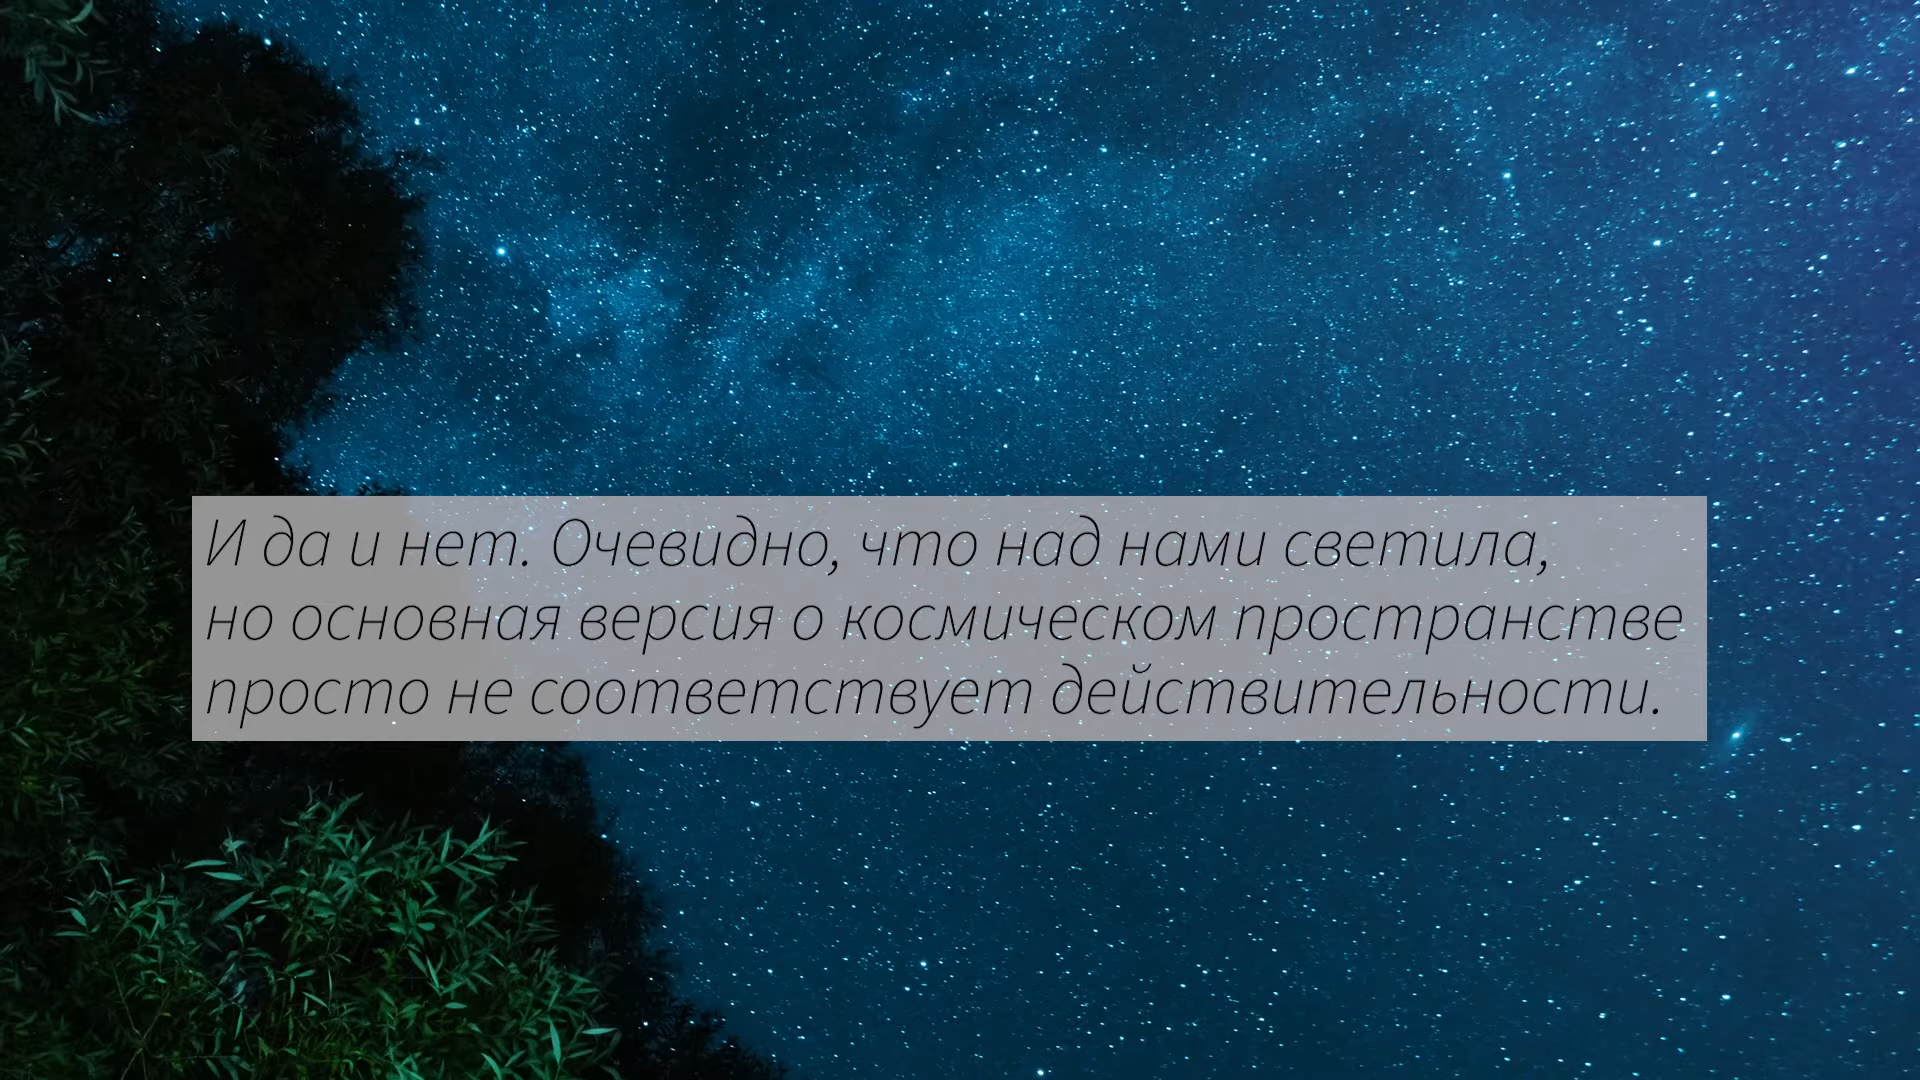 И да и нет. Очевидно, что над нами светила,
но основная версия о космическом пространстве
просто не соответствует действительности.